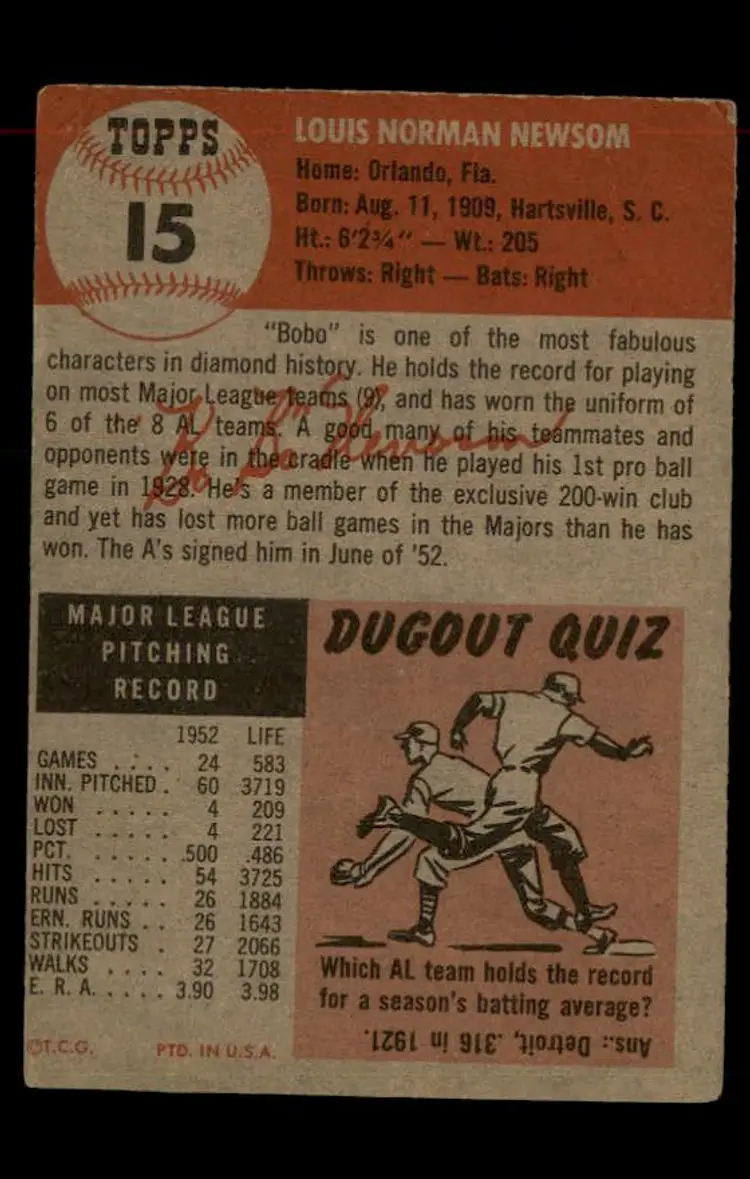 TOPPS
15
LOUIS NORMAN NEWSOM
Home: Orlando, Fla.
Born: Aug. 11, 1909, Hartsville, S. C.
Ht.: 6'2¾" — Wt.: 205
Throws: Right — Bats: Right
"Bobo" is one of the most fabulous
characters in diamond history. He holds the record for playing
on most Major League teams (9), and has worn the uniform of
6 of the 8 AL teams. A good many of his teammates and
opponents were in the cradle when he played his 1st pro ball
game in 1928. He's a member of the exclusive 200-win club
and yet has lost more ball games in the Majors than he has
won. The A's signed him in June of '52.
Bo Bo Newsom
MAJOR LEAGUE
PITCHING
RECORD
1952 LIFE
GAMES . . . . 24 583
INN. PITCHED . 60 3719
WON . . . . . 4 209
LOST . . . . . 4 221
PCT. . . . . . .500 .486
HITS . . . . . 54 3725
RUNS . . . . . 26 1884
ERN. RUNS . . 26 1643
STRIKEOUTS . 27 2066
WALKS . . . . 32 1708
E. R. A. . . . . 3.90 3.98
©T.C.G. PTD. IN U.S.A.
DUGOUT QUIZ
Which AL team holds the record
for a season's batting average?
Ans.: Detroit, .316 in 1921.